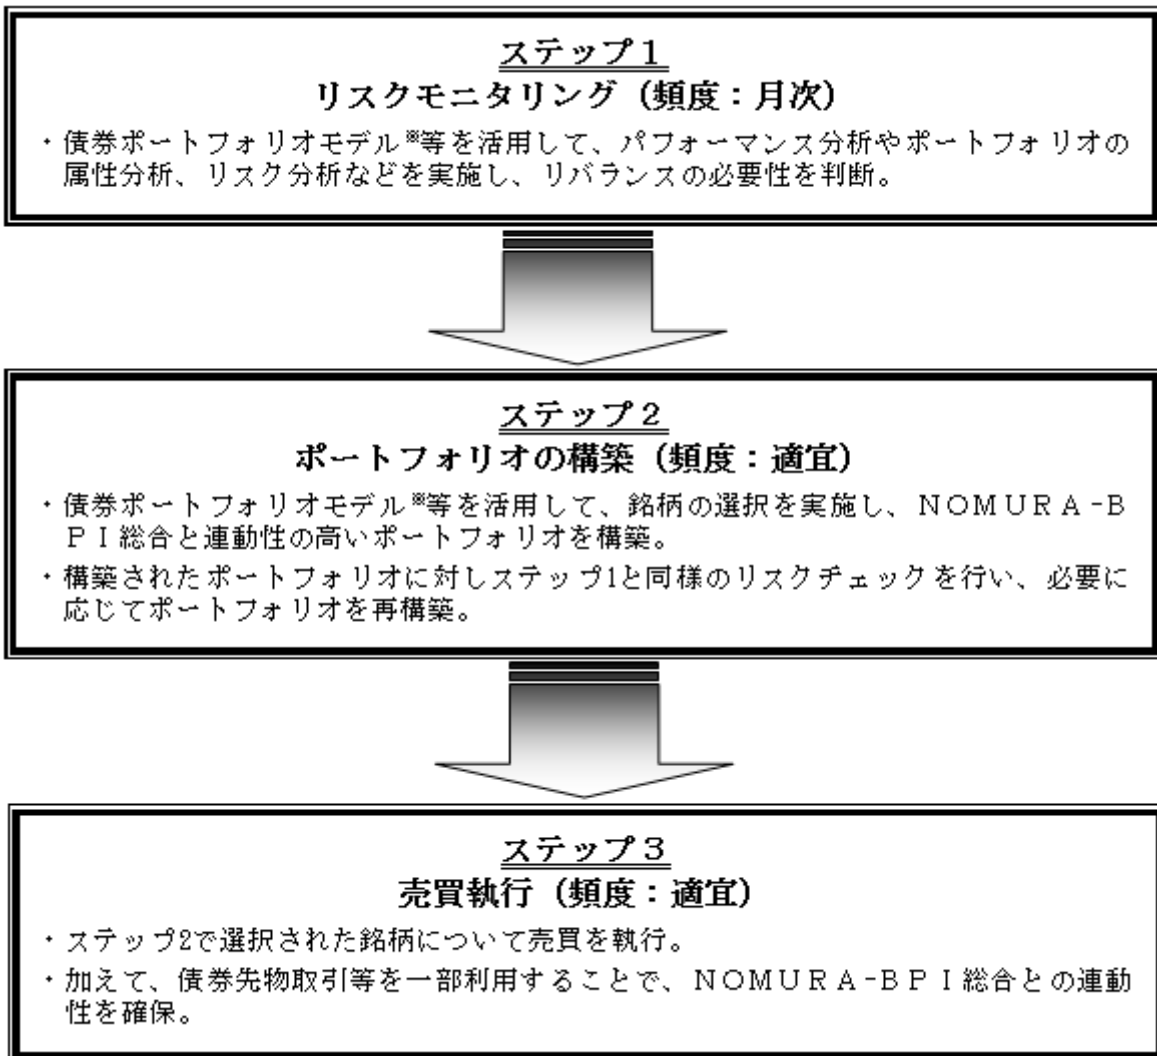 ステップ１
リスクモニタリング（頻度：月次）
・債券ポートフォリオモデル※等を活用して、パフォーマンス分析やポートフォリオの
属性分析、リスク分析などを実施し、リバランスの必要性を判断。
ステップ２
ポートフォリオの構築（頻度：適宜）
・債券ポートフォリオモデル※等を活用して、銘柄の選択を実施し、ＮＯＭＵＲＡ-Ｂ
ＰＩ総合と連動性の高いポートフォリオを構築。
・構築されたポートフォリオに対しステップ1と同様のリスクチェックを行い、必要に
応じてポートフォリオを再構築。
ステップ３
売買執行（頻度：適宜）
・ステップ2で選択された銘柄について売買を執行。
・加えて、債券先物取引等を一部利用することで、ＮＯＭＵＲＡ-ＢＰＩ総合との連動
性を確保。